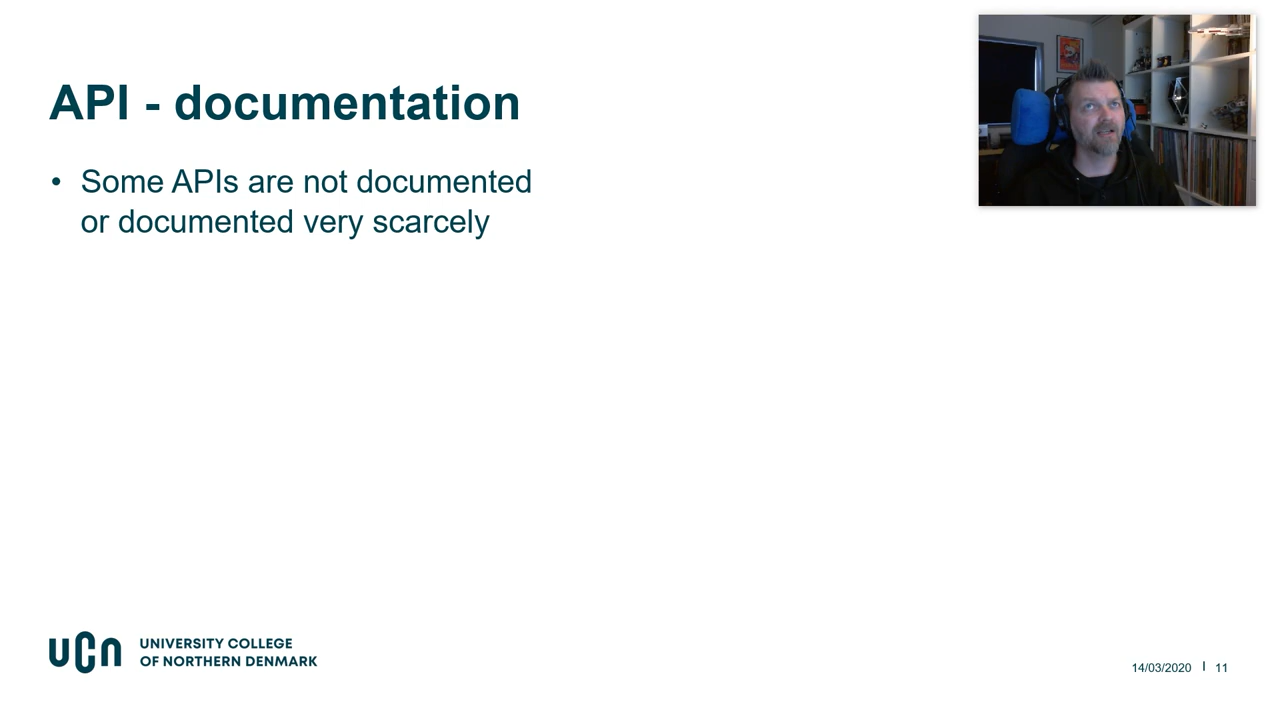 API - documentation
• Some APIs are not documented
or documented very scarcely
UCN
UNIVERSITY COLLEGE
OF NORTHERN DENMARK
14/03/2020 | 11